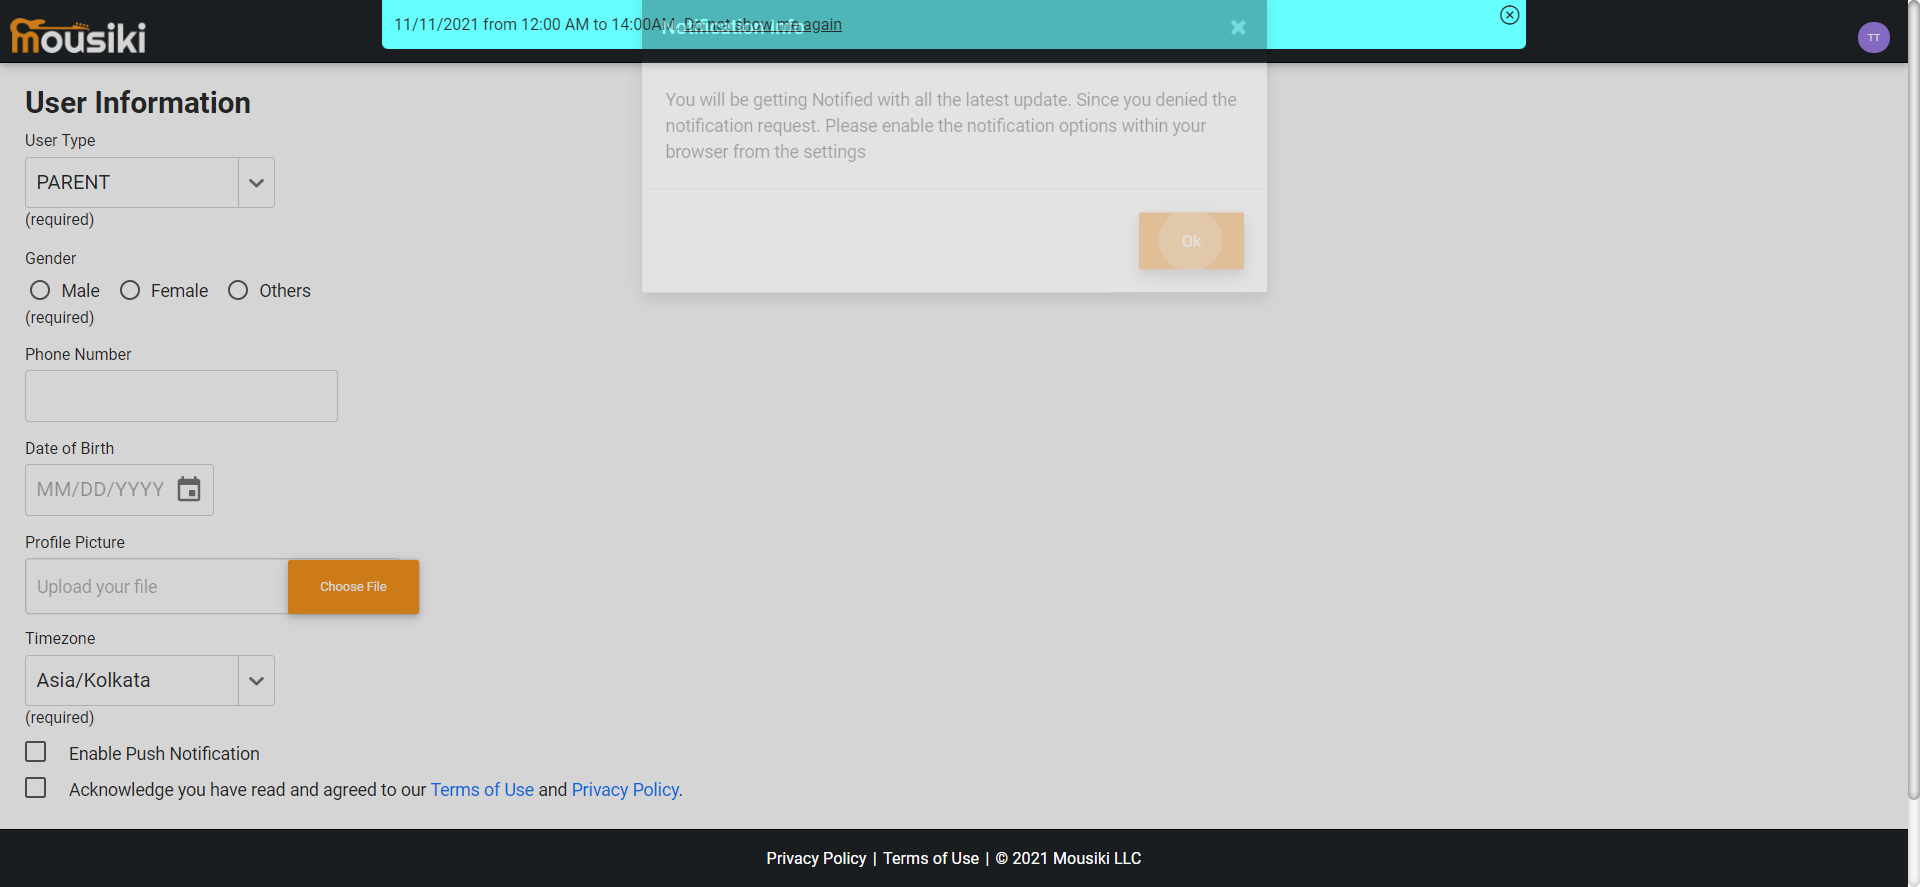 mousiki
11/11/2021 from 12:00 AM to 14:00AM. Do not show me again
Notification Info
TT
You will be getting Notified with all the latest update. Since you denied the
notification request. Please enable the notification options within your
browser from the settings
Ok
User Information
User Type
PARENT
(required)
Gender
Male
Female
Others
(required)
Phone Number
Date of Birth
MM/DD/YYYY
Profile Picture
Upload your file
Choose File
Timezone
Asia/Kolkata
(required)
Enable Push Notification
Acknowledge you have read and agreed to our Terms of Use and Privacy Policy.
Privacy Policy | Terms of Use | © 2021 Mousiki LLC